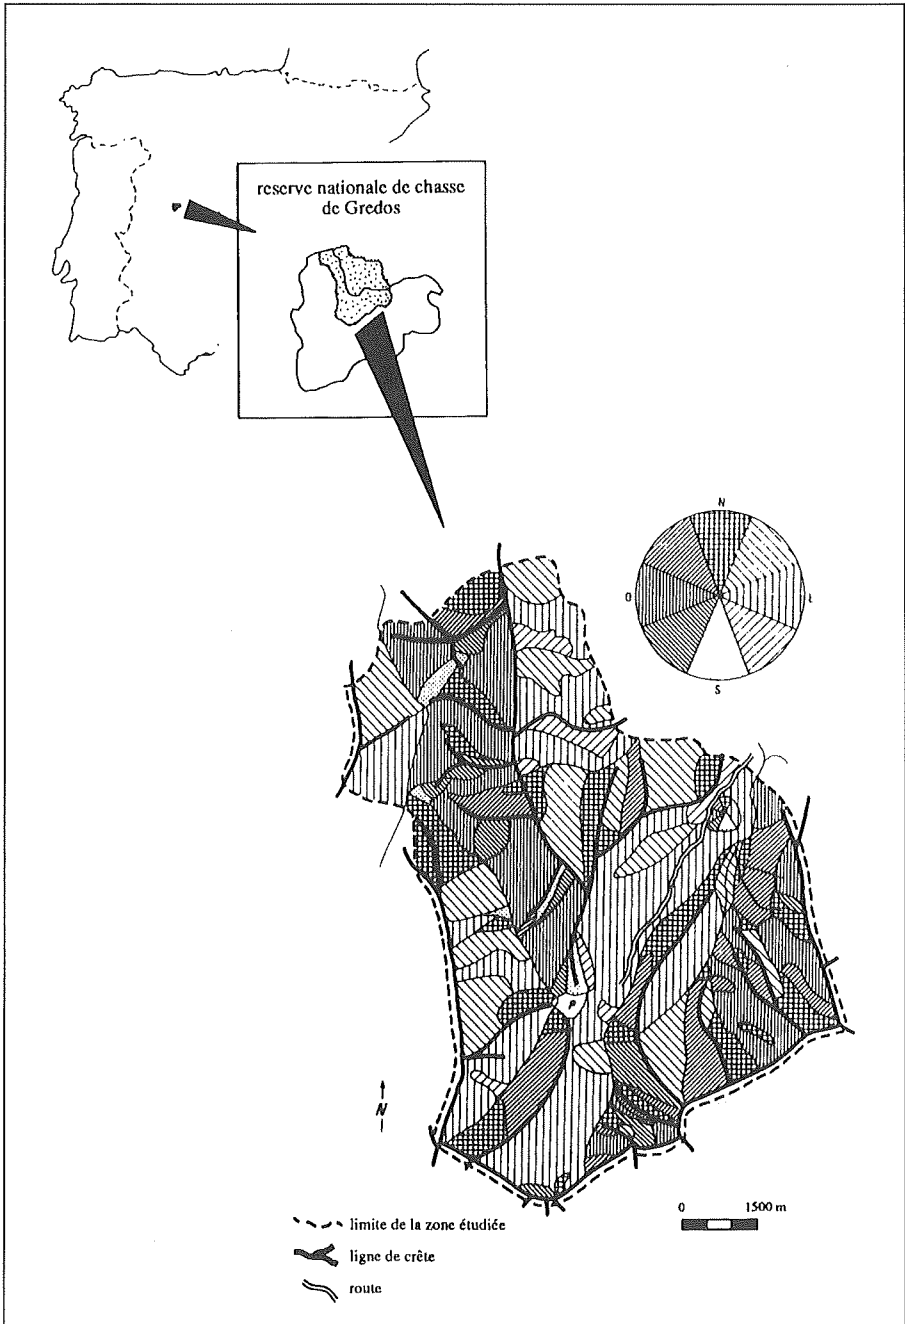 reserve nationale de chasse
de Gredos
N
O
L
S
P
N
0 1500 m
limite de la zone étudiée
ligne de crête
route